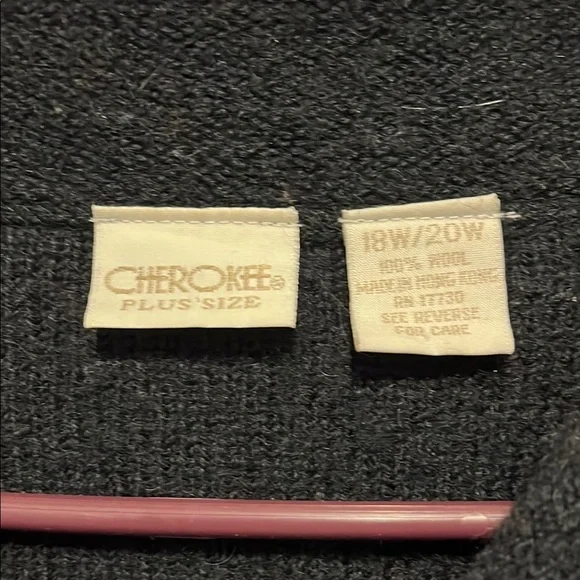 CHEROKEE®
PLUS SIZE
18W/20W
100% WOOL
MADE IN HONG KONG
RN 17730
SEE REVERSE
FOR CARE